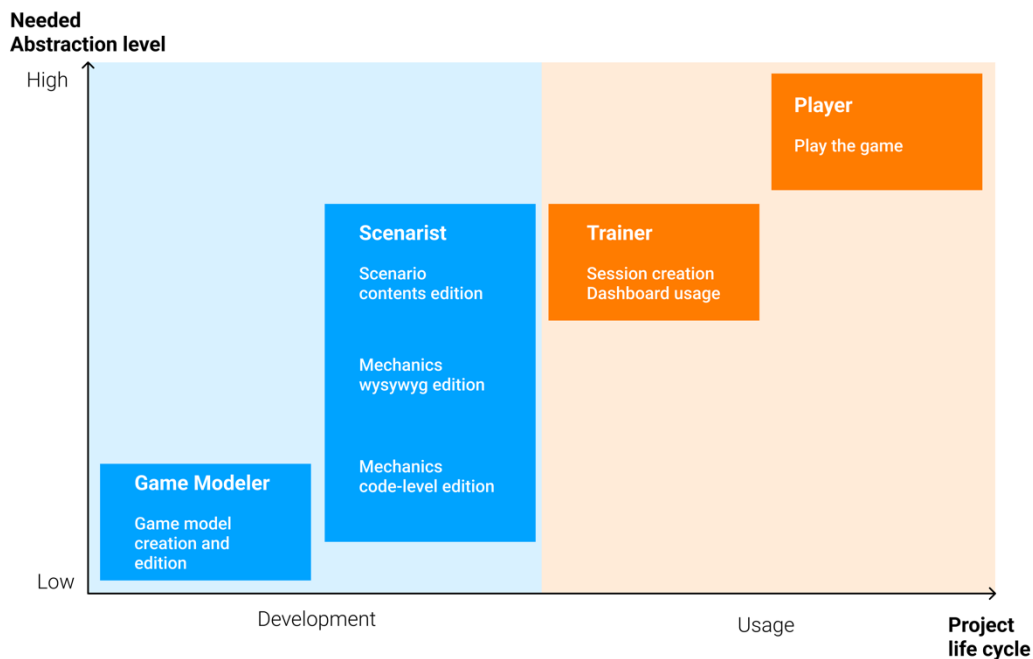 Needed
Abstraction level
High
Player
Play the game
Scenarist
Scenario
contents edition
Mechanics
wysywyg edition
Mechanics
code-level edition
Trainer
Session creation
Dashboard usage
Game Modeler
Game model
creation and
edition
Low
Development
Usage
Project
life cycle